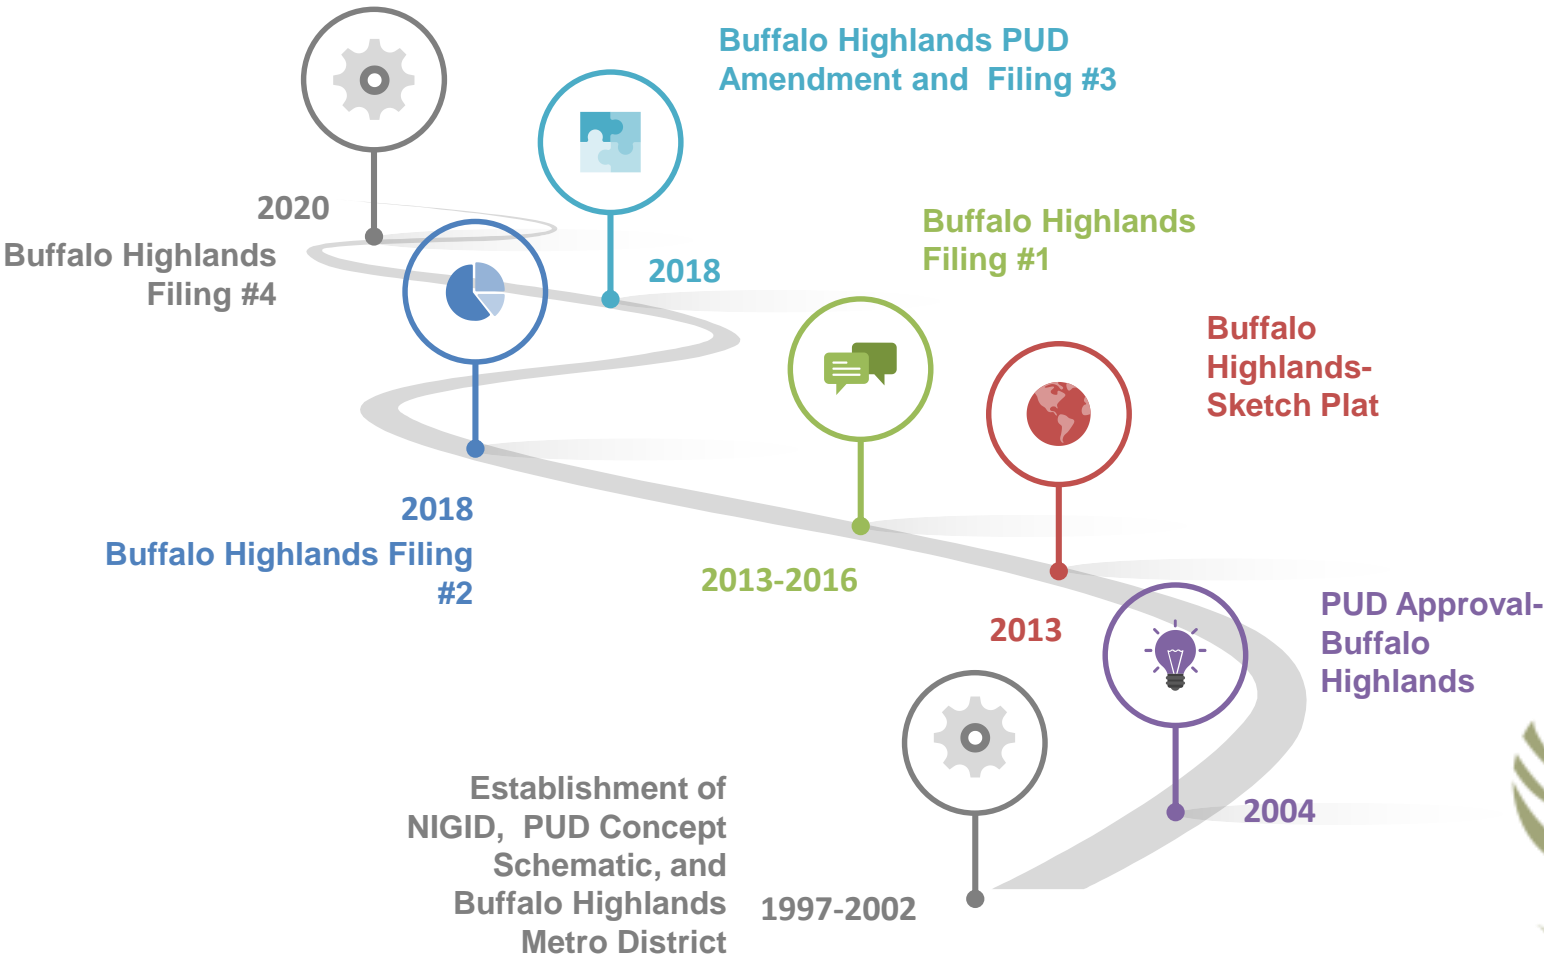 Buffalo Highlands PUD
Amendment and  Filing #3
2018
2020
Buffalo Highlands
Filing #4
Buffalo Highlands
Filing #1
2013-2016
Buffalo
Highlands-
Sketch Plat
2013
2018
Buffalo Highlands Filing
#2
PUD Approval-
Buffalo
Highlands
2004
Establishment of
NIGID,  PUD Concept
Schematic, and
Buffalo Highlands
Metro District
1997-2002